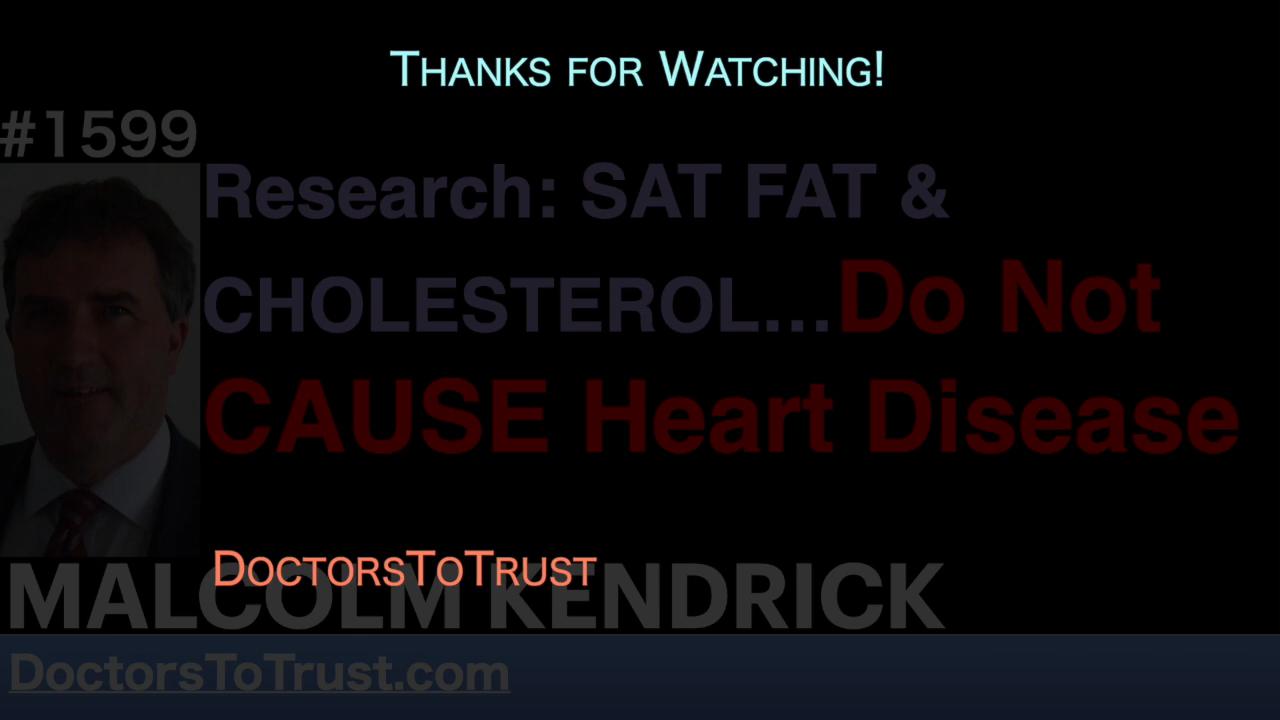 THANKS FOR WATCHING!
#1599
Research: SAT FAT &
CHOLESTEROL...Do Not
CAUSE Heart Disease
DOCTORSTOTRUST
MALCOLM KENDRICK
DoctorsToTrust.com